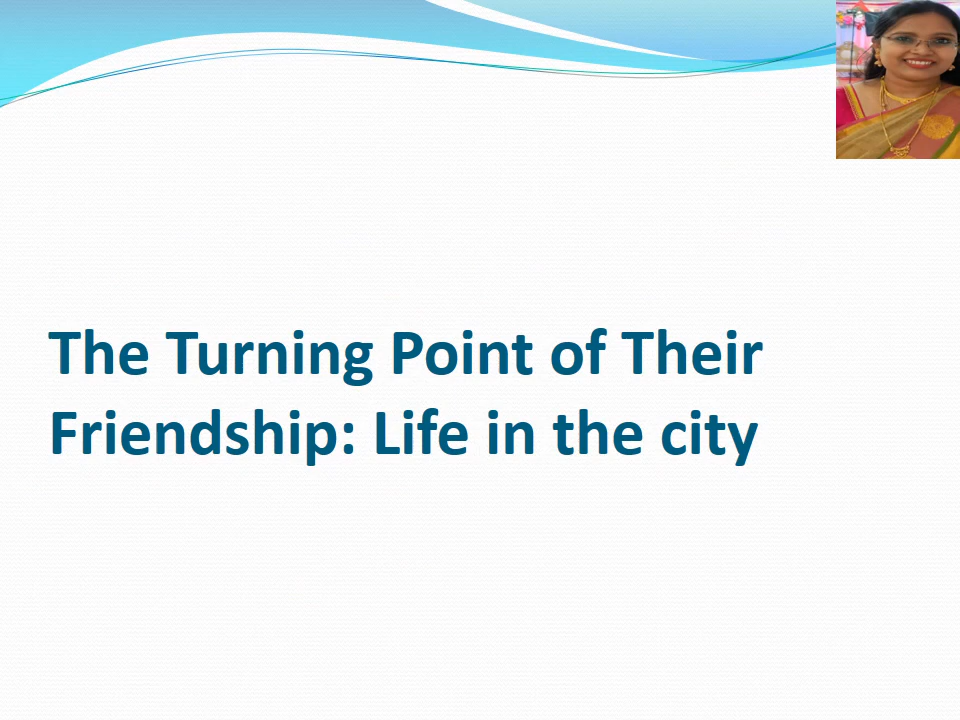 The Turning Point of Their
Friendship: Life in the city